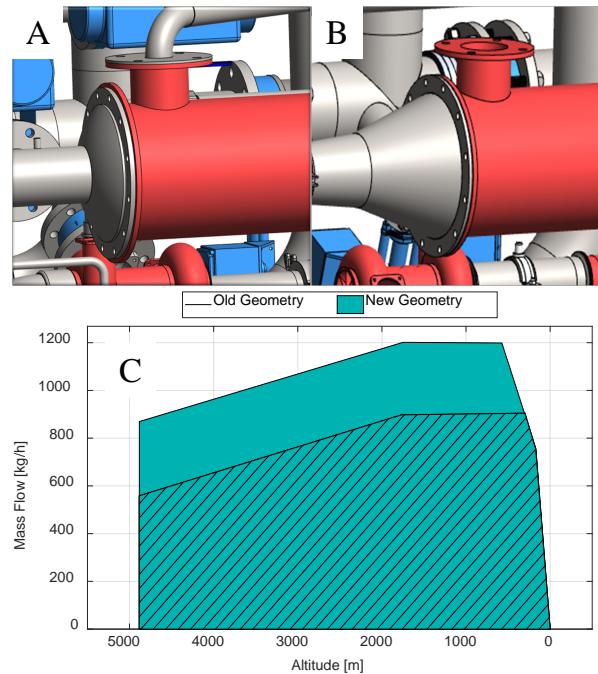 A
B
Old Geometry New Geometry
C
1200
1000
800
600
400
200
0
Mass Flow [kg/h]
5000 4000 3000 2000 1000 0
Altitude [m]